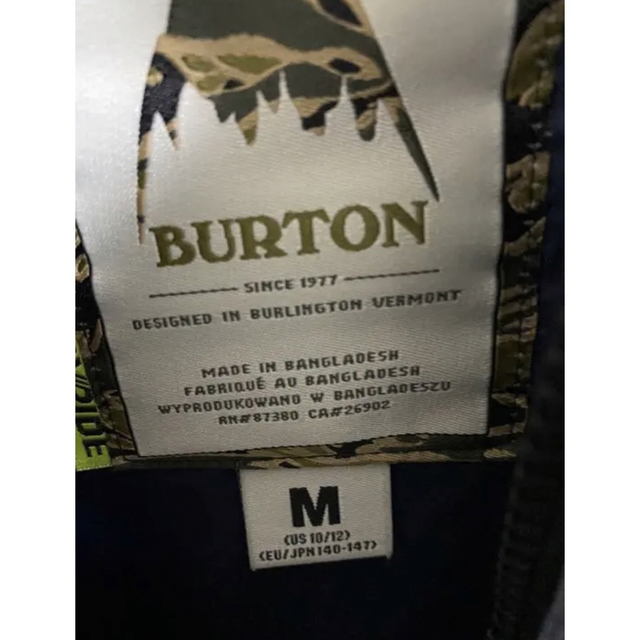 BURTON
SINCE 1977
DESIGNED IN BURLINGTON VERMONT
MADE IN BANGLADESH
FABRIQUÉ AU BANGLADESH
WYPRODUKOWANO W BANGLADESZU
RN#87380 CA#26902
M
(US 10/12)
(EU/JPN 140-147)